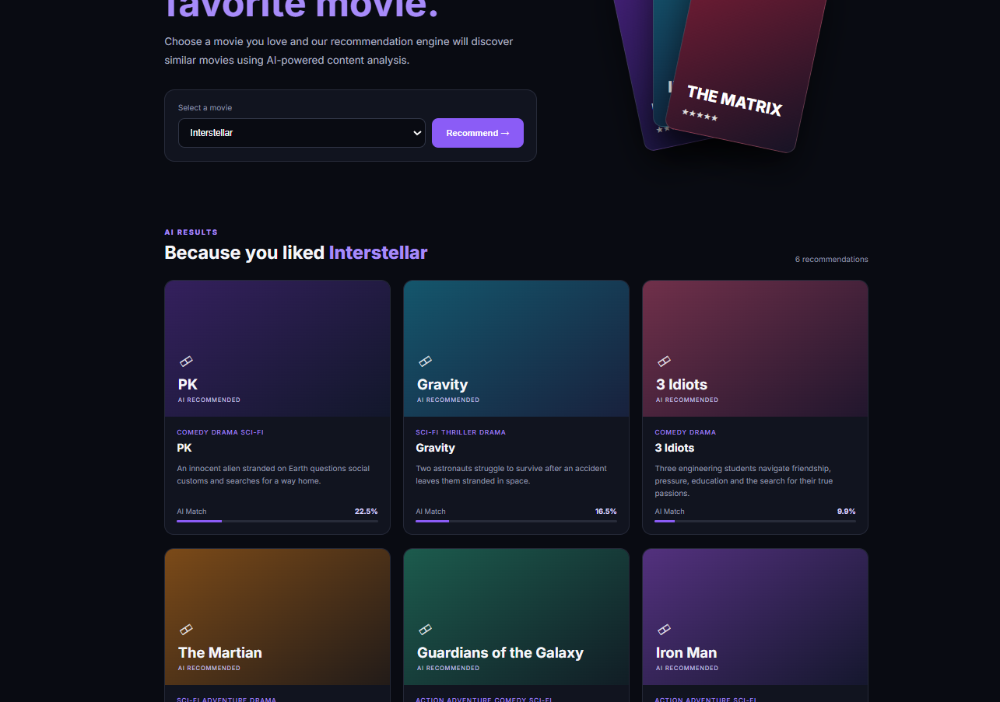 favorite movie.
Choose a movie you love and our recommendation engine will discover
similar movies using AI-powered content analysis.
Select a movie
Interstellar
Recommend →
THE MATRIX
★★★★★
AI RESULTS
Because you liked Interstellar
6 recommendations
PK
AI RECOMMENDED
COMEDY DRAMA SCI-FI
PK
An innocent alien stranded on Earth questions social
customs and searches for a way home.
AI Match 22.5%
Gravity
AI RECOMMENDED
SCI-FI THRILLER DRAMA
Gravity
Two astronauts struggle to survive after an accident
leaves them stranded in space.
AI Match 16.5%
3 Idiots
AI RECOMMENDED
COMEDY DRAMA
3 Idiots
Three engineering students navigate friendship,
pressure, education and the search for their true
passions.
AI Match 9.9%
The Martian
AI RECOMMENDED
SCI-FI ADVENTURE DRAMA
Guardians of the Galaxy
AI RECOMMENDED
ACTION ADVENTURE COMEDY SCI-FI
Iron Man
AI RECOMMENDED
ACTION ADVENTURE SCI-FI